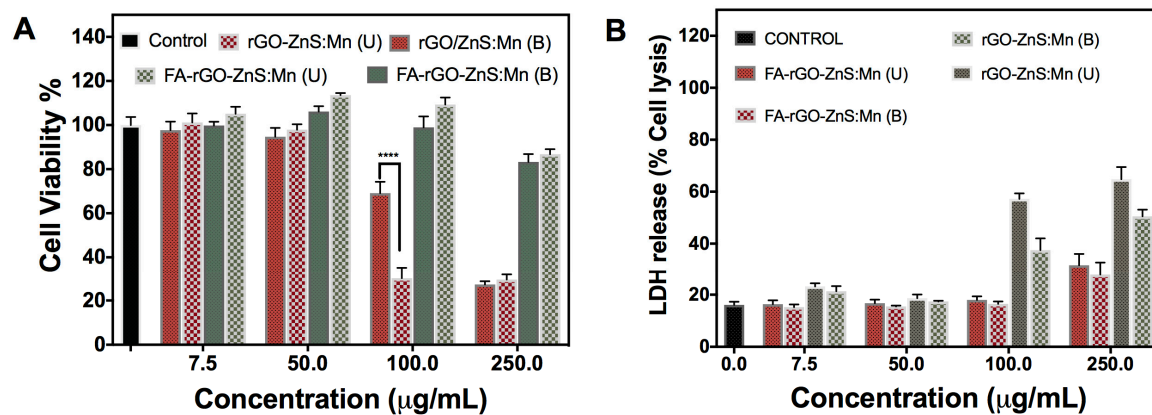 A
Cell Viability %
140
120
100
80
60
40
20
0
Control
rGO-ZnS:Mn (U)
rGO/ZnS:Mn (B)
FA-rGO-ZnS:Mn (U)
FA-rGO-ZnS:Mn (B)
****
7.5
50.0
100.0
250.0
Concentration (μg/mL)
B
LDH release (% Cell lysis)
120
100
80
60
40
20
0
CONTROL
rGO-ZnS:Mn (B)
FA-rGO-ZnS:Mn (U)
rGO-ZnS:Mn (U)
FA-rGO-ZnS:Mn (B)
0.0
7.5
50.0
100.0
250.0
Concentration (μg/mL)